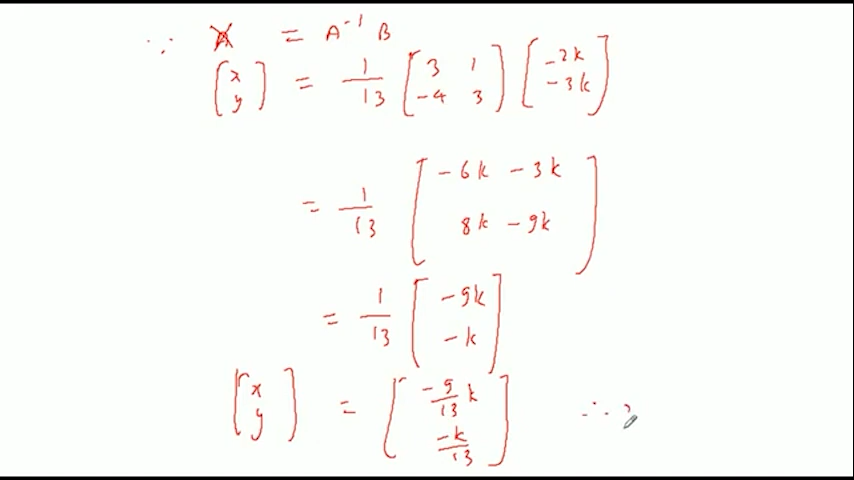 ∵ X = A⁻¹ B
[x y] = 1/13 [3 1 -4 3] [-2k -3k]
= 1/13 [-6k -3k 8k -9k]
= 1/13 [-9k -k]
[x y] = [-9/13 k -k/13] ∴